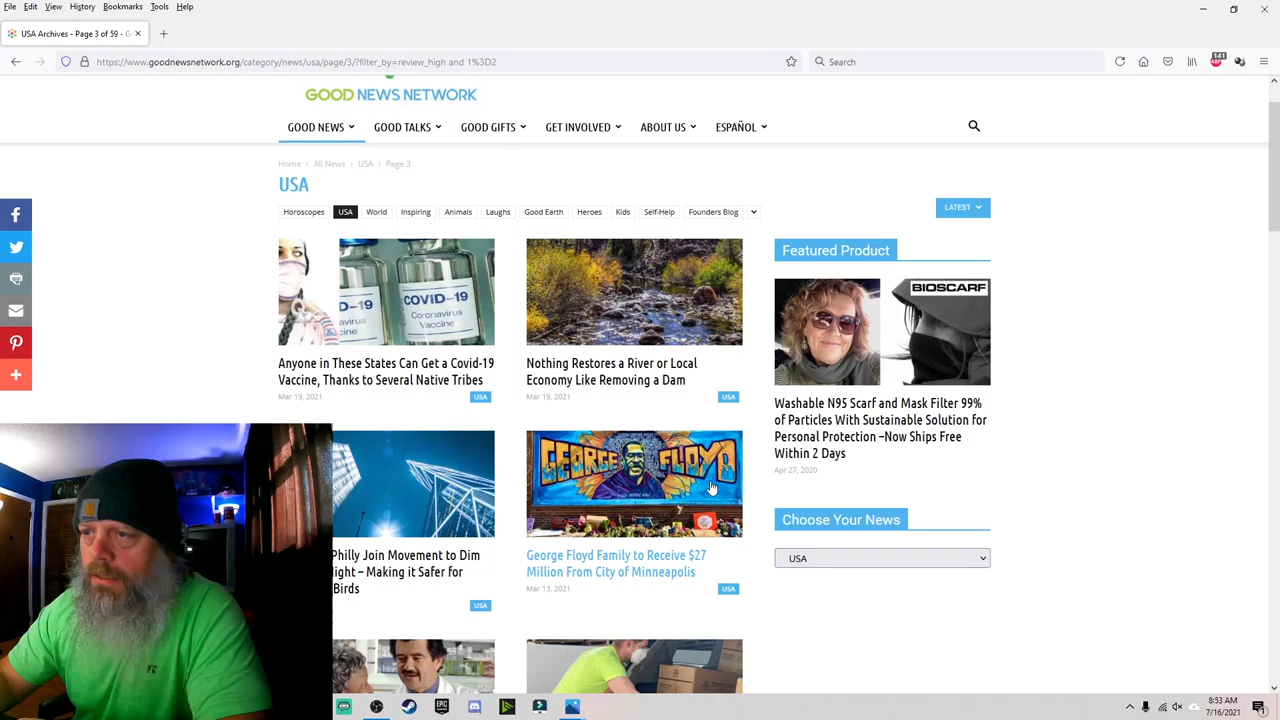 File Edit View History Bookmarks Tools Help
USA Archives - Page 3 of 59 - G
https://www.goodnewsnetwork.org/category/news/usa/page/3/?filter_by=review_high and 1%3D2
Search
141
ABP
GOOD NEWS NETWORK
GOOD NEWS GOOD TALKS GOOD GIFTS GET INVOLVED ABOUT US ESPAÑOL
Home › All News › USA › Page 3
USA
Horoscopes USA World Inspiring Animals Laughs Good Earth Heroes Kids Self-Help Founders Blog
LATEST
COVID-19
Coronavirus
Vaccine
Anyone in These States Can Get a Covid-19
Vaccine, Thanks to Several Native Tribes
Mar 19, 2021
USA
Nothing Restores a River or Local
Economy Like Removing a Dam
Mar 19, 2021
USA
Featured Product
BIOSCARF
Washable N95 Scarf and Mask Filter 99%
of Particles With Sustainable Solution for
Personal Protection –Now Ships Free
Within 2 Days
Apr 27, 2020
Philly Join Movement to Dim
ight – Making it Safer for
Birds
USA
GEORGE FLOYD
George Floyd Family to Receive $27
Million From City of Minneapolis
Mar 13, 2021
USA
Choose Your News
USA
8:53 AM
7/16/2021